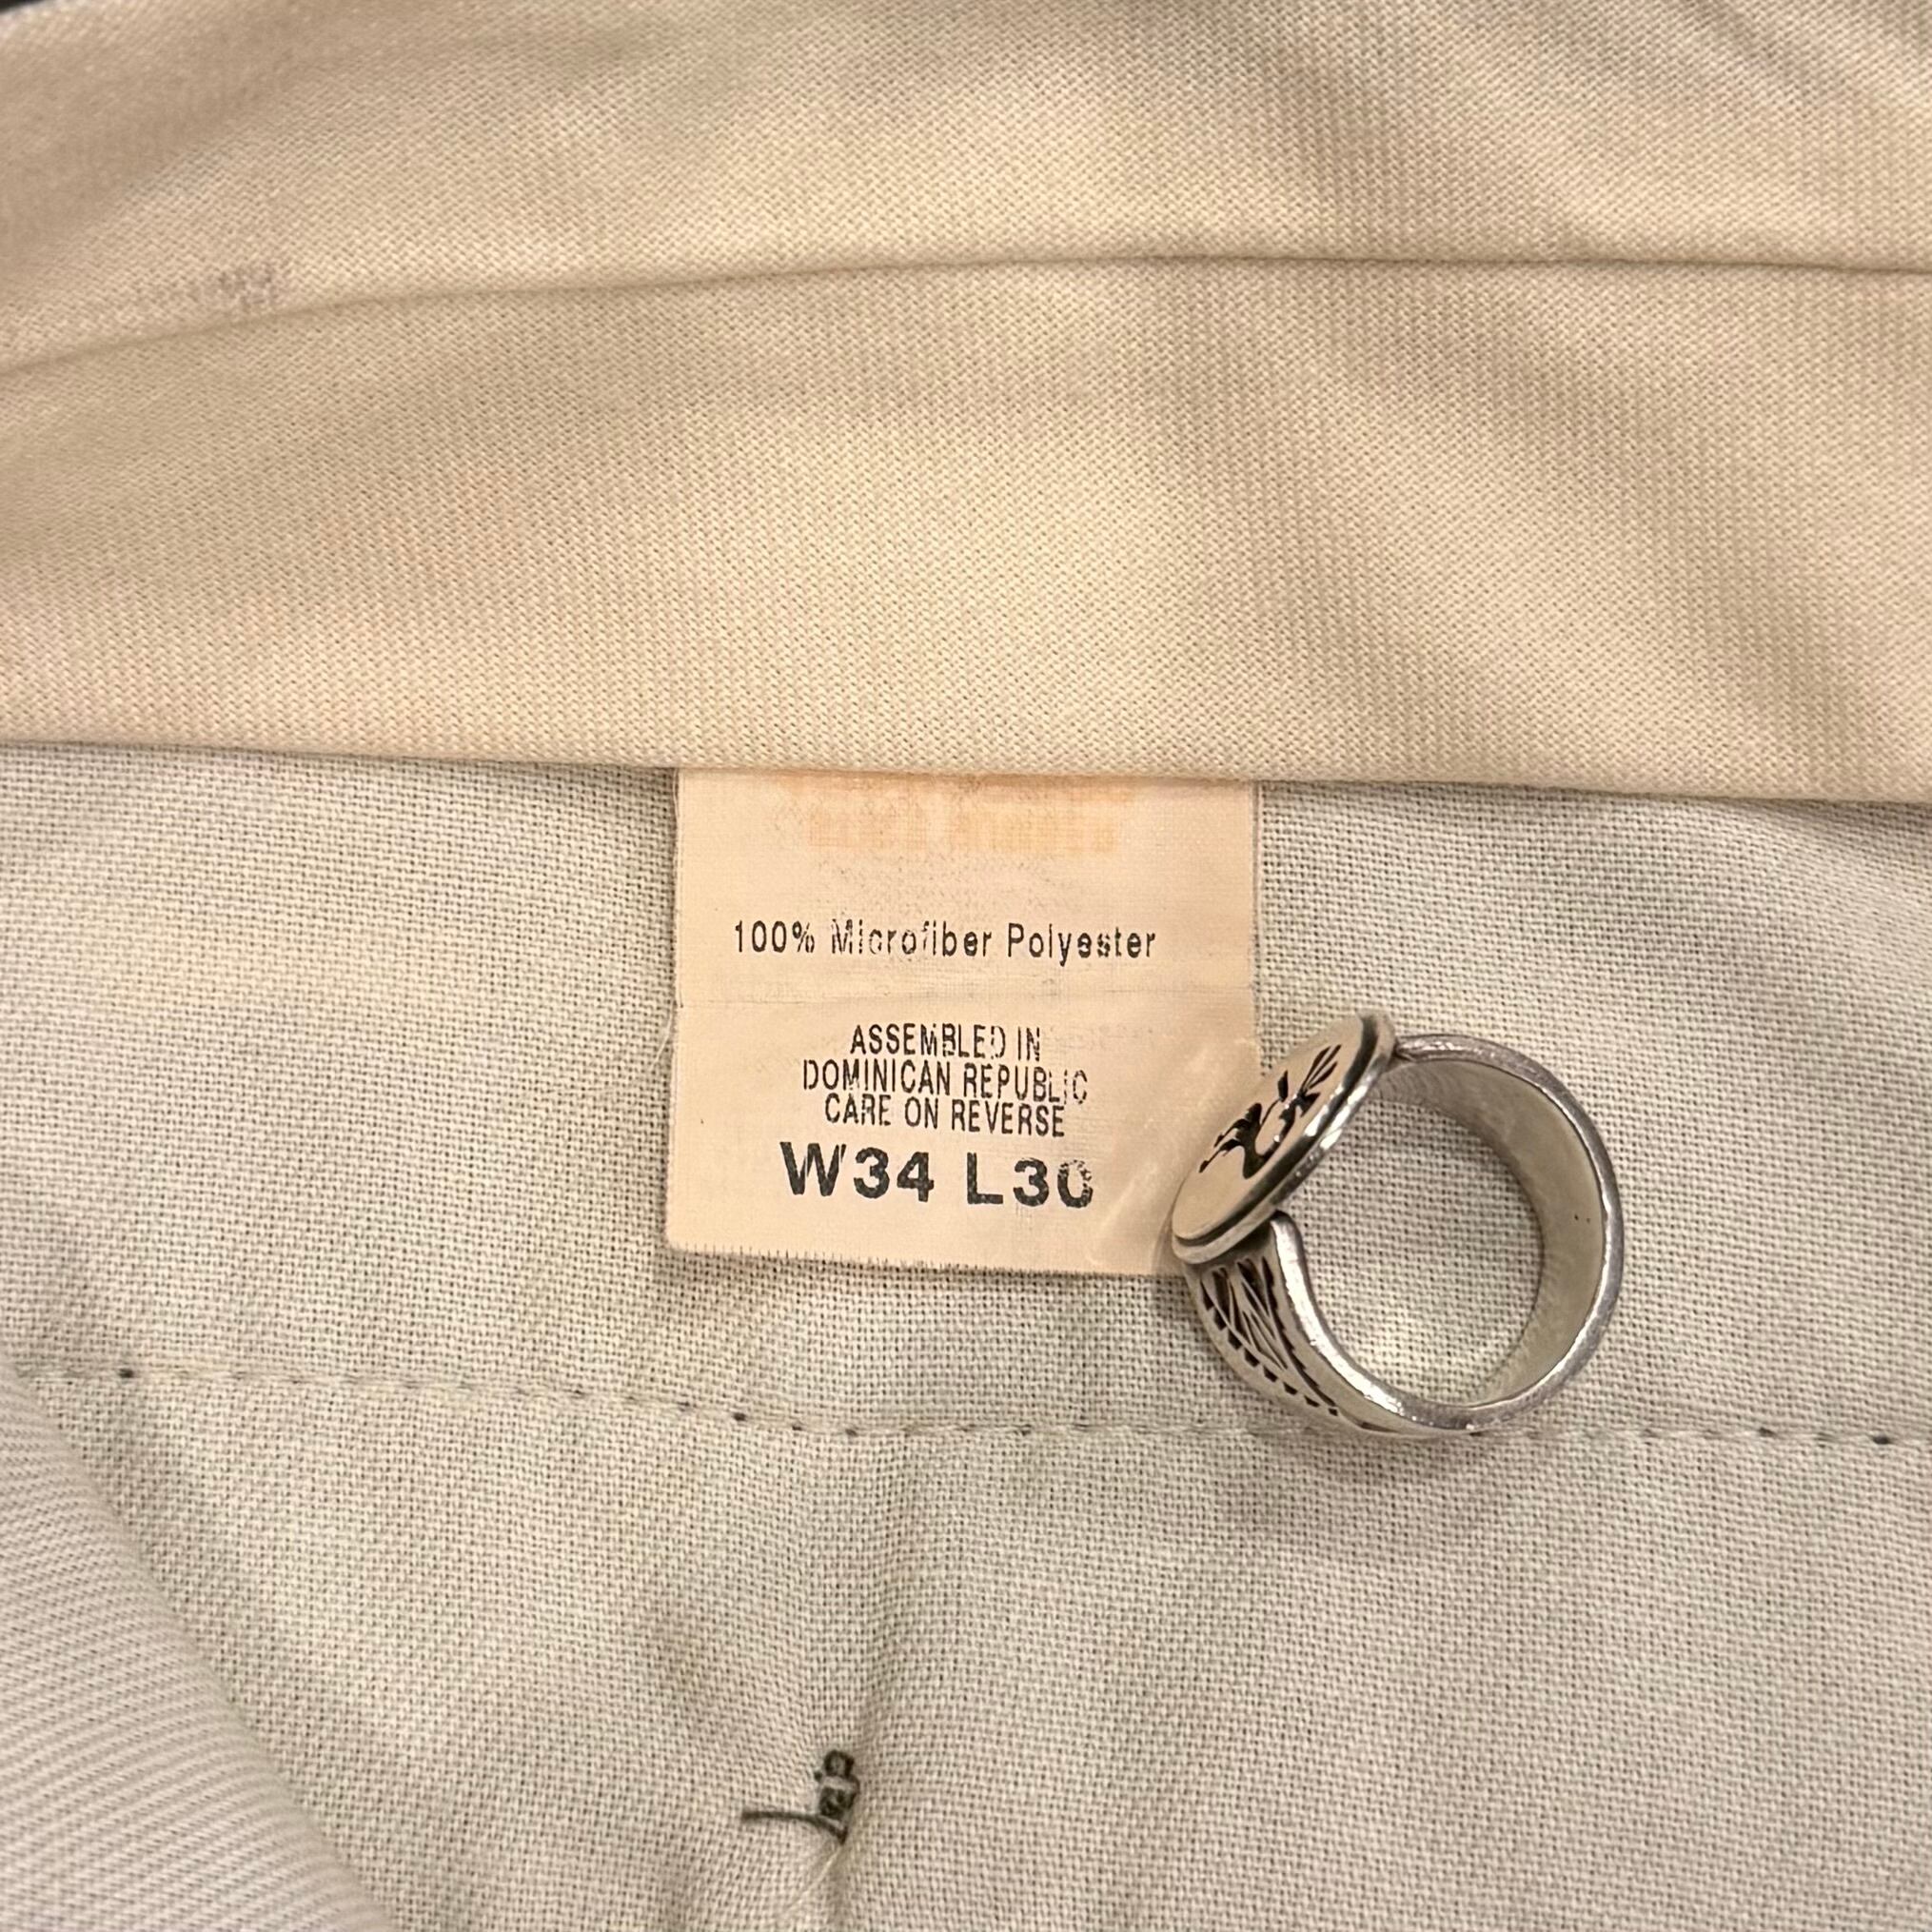 100% Microfiber Polyester
ASSEMBLED IN
DOMINICAN REPUBLIC
CARE ON REVERSE
W34 L30